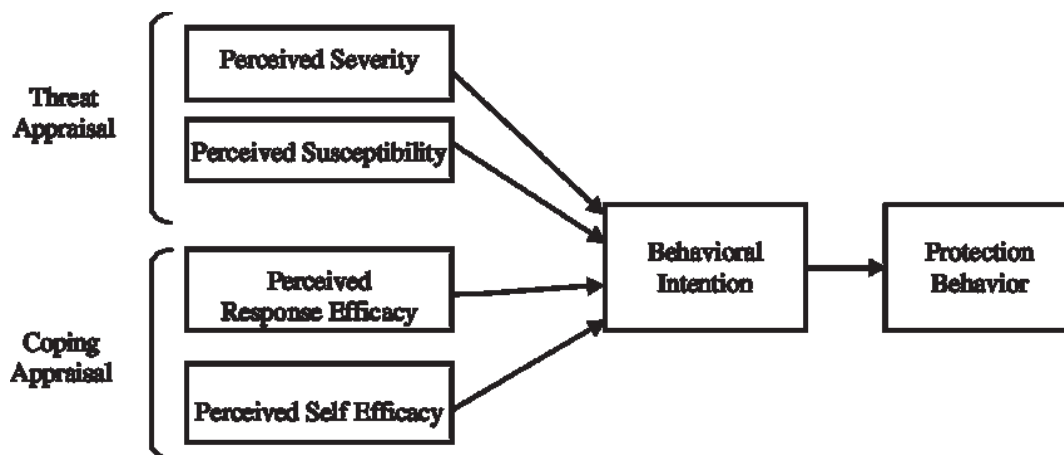 Threat
Appraisal
Perceived Severity
Perceived Susceptibility
Coping
Appraisal
Perceived
Response Efficacy
Perceived Self Efficacy
Behavioral
Intention
Protection
Behavior